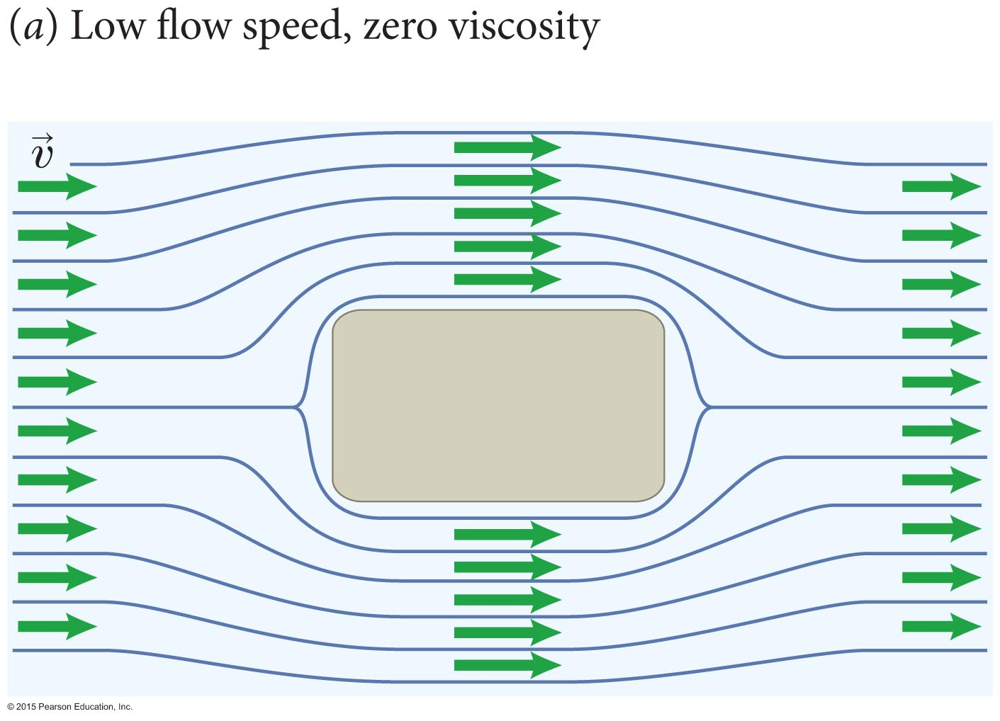 (a) Low flow speed, zero viscosity
v⃗
© 2015 Pearson Education, Inc.